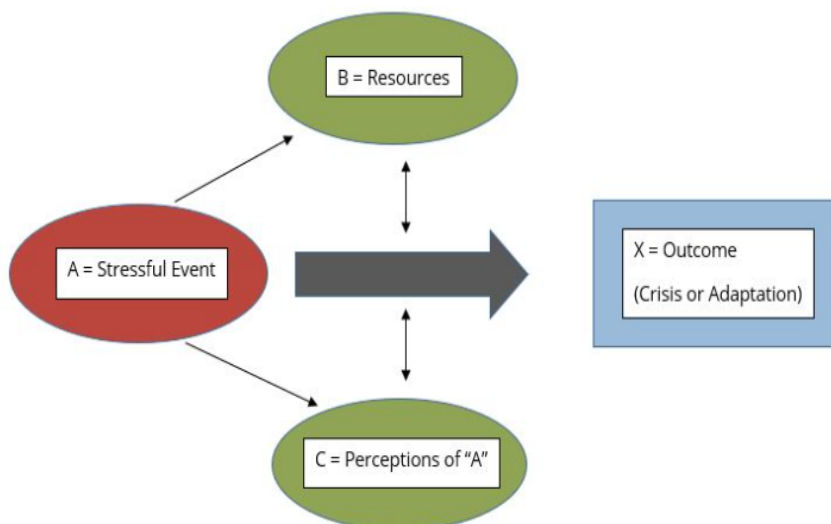 B = Resources
A = Stressful Event
X = Outcome
(Crisis or Adaptation)
C = Perceptions of “A”